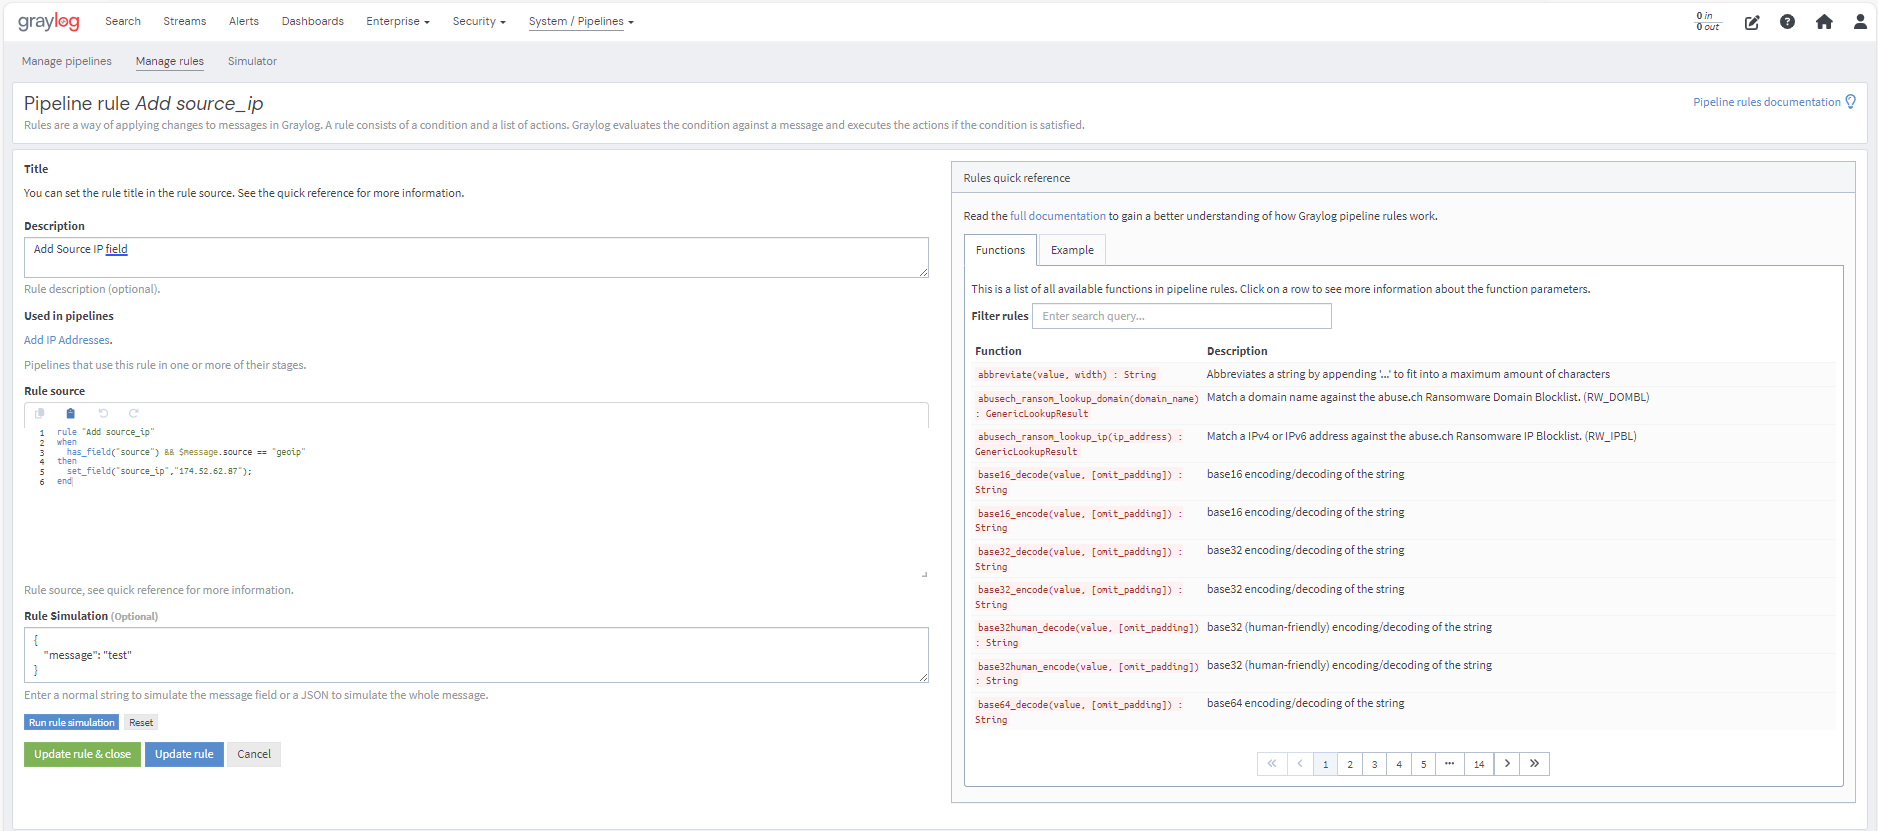 graylog Search Streams Alerts Dashboards Enterprise Security System / Pipelines 0 in
0 out
Manage pipelines Manage rules Simulator
Pipeline rule Add source_ip
Pipeline rules documentation
Rules are a way of applying changes to messages in Graylog. A rule consists of a condition and a list of actions. Graylog evaluates the condition against a message and executes the actions if the condition is satisfied.
Title
You can set the rule title in the rule source. See the quick reference for more information.
Description
Add Source IP field
Rule description (optional).
Used in pipelines
Add IP Addresses.
Pipelines that use this rule in one or more of their stages.
Rule source
1 rule "Add source_ip"
2 when
3 has_field("source") && $message.source == "geoip"
4 then
5 set_field("source_ip","174.52.62.87");
6 end
Rule source, see quick reference for more information.
Rule Simulation (Optional)
{
"message": "test"
}
Enter a normal string to simulate the message field or a JSON to simulate the whole message.
Run rule simulation Reset
Update rule & close Update rule Cancel
Rules quick reference
Read the full documentation to gain a better understanding of how Graylog pipeline rules work.
Functions Example
This is a list of all available functions in pipeline rules. Click on a row to see more information about the function parameters.
Filter rules Enter search query...
Function Description
abbreviate(value, width) : String Abbreviates a string by appending '...' to fit into a maximum amount of characters
abusech_ransom_lookup_domain(domain_name) Match a domain name against the abuse.ch Ransomware Domain Blocklist. (RW_DOMBL)
: GenericLookupResult
abusech_ransom_lookup_ip(ip_address) : Match a IPv4 or IPv6 address against the abuse.ch Ransomware IP Blocklist. (RW_IPBL)
GenericLookupResult
base16_decode(value, [omit_padding]) : base16 encoding/decoding of the string
String
base16_encode(value, [omit_padding]) : base16 encoding/decoding of the string
String
base32_decode(value, [omit_padding]) : base32 encoding/decoding of the string
String
base32_encode(value, [omit_padding]) : base32 encoding/decoding of the string
String
base32human_decode(value, [omit_padding]) base32 (human-friendly) encoding/decoding of the string
: String
base32human_encode(value, [omit_padding]) base32 (human-friendly) encoding/decoding of the string
: String
base64_decode(value, [omit_padding]) : base64 encoding/decoding of the string
String
« ‹ 1 2 3 4 5 ••• 14 › »